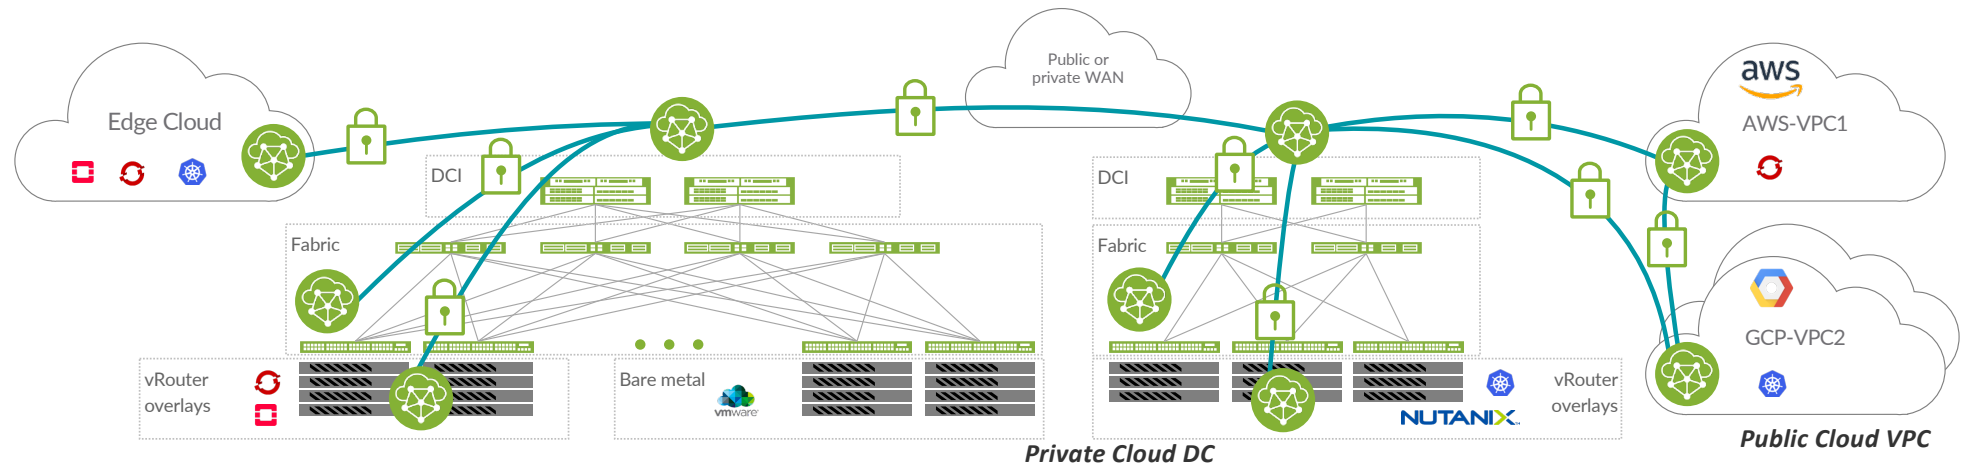 Public or
private WAN
Edge Cloud
aws
AWS-VPC1
DCI
DCI
Fabric
Fabric
GCP-VPC2
vRouter
overlays
Bare metal
vmware
vRouter
overlays
NUTANIX
Private Cloud DC
Public Cloud VPC